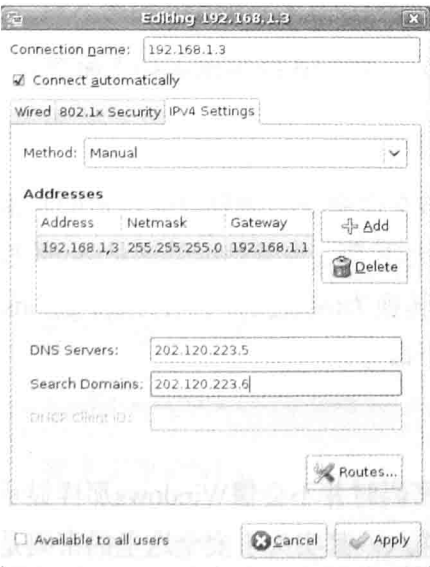 Editing 192.168.1.3
Connection name: 192.168.1.3
Connect automatically
Wired 802.1x Security IPv4 Settings
Method: Manual
Addresses
Address Netmask Gateway
192.168.1,3 255.255.255.0 192.168.1.1
Add
Delete
DNS Servers: 202.120.223.5
Search Domains: 202.120.223.6
DHCP Client ID:
Routes...
Available to all users
Cancel
Apply